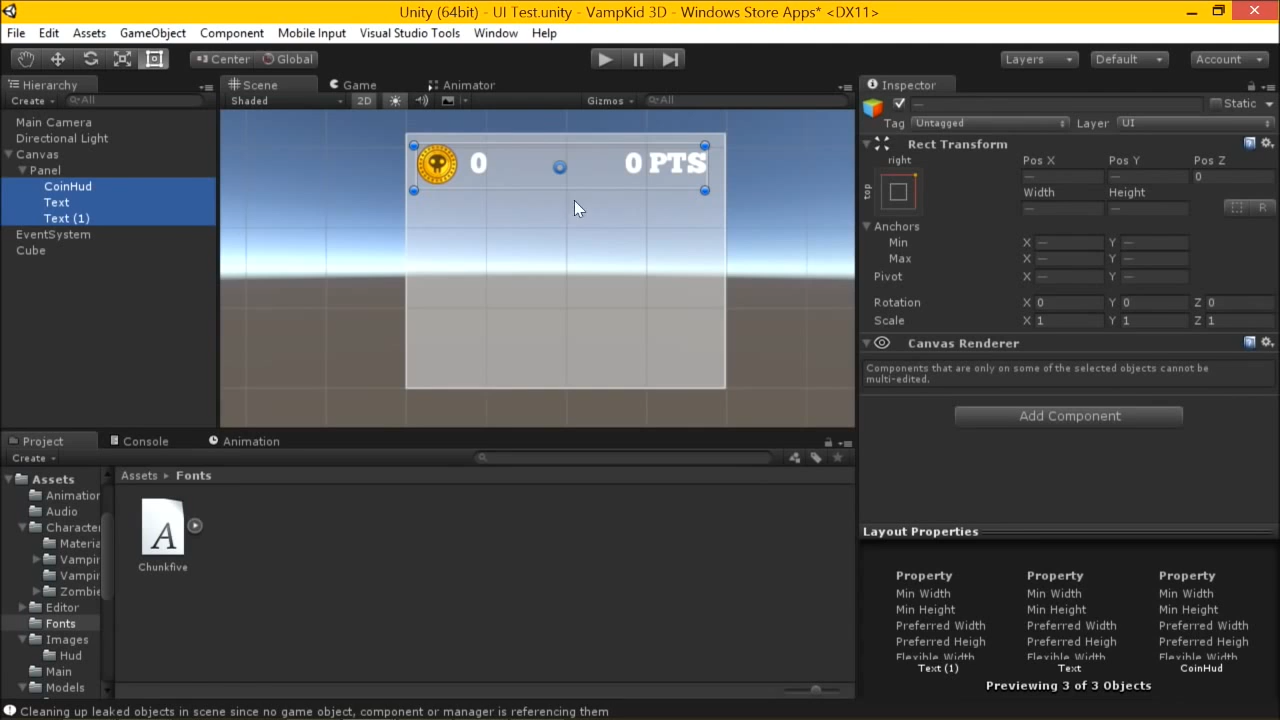 Unity (64bit) - UI Test.unity - VampKid 3D - Windows Store Apps* <DX11>
File Edit Assets GameObject Component Mobile Input Visual Studio Tools Window Help
Center Global Layers Default Account
Hierarchy
Create All
Main Camera
Directional Light
Canvas
Panel
CoinHud
Text
Text (1)
EventSystem
Cube
Scene Game Animator
Shaded 2D Gizmos All
0 0 PTS
Inspector
— Static
Tag Untagged Layer UI
Rect Transform
right
top
Pos X Pos Y Pos Z
— — 0
Width Height
— — R
Anchors
Min X — Y —
Max X — Y —
Pivot X — Y —
Rotation X 0 Y 0 Z 0
Scale X 1 Y 1 Z 1
Canvas Renderer
Components that are only on some of the selected objects cannot be
multi-edited.
Add Component
Project Console Animation
Create
Assets
Animation
Audio
Character
Materia
Vampir
Vampir
Zombie
Editor
Fonts
Images
Hud
Main
Models
Assets Fonts
A
Chunkfive
Layout Properties
Property Property Property
Min Width Min Width Min Width
Min Height Min Height Min Height
Preferred Width Preferred Width Preferred Width
Preferred Heigh Preferred Heigh Preferred Heigh
Flexible Width Flexible Width Flexible Width
Text (1) Text CoinHud
Previewing 3 of 3 Objects
Cleaning up leaked objects in scene since no game object, component or manager is referencing them